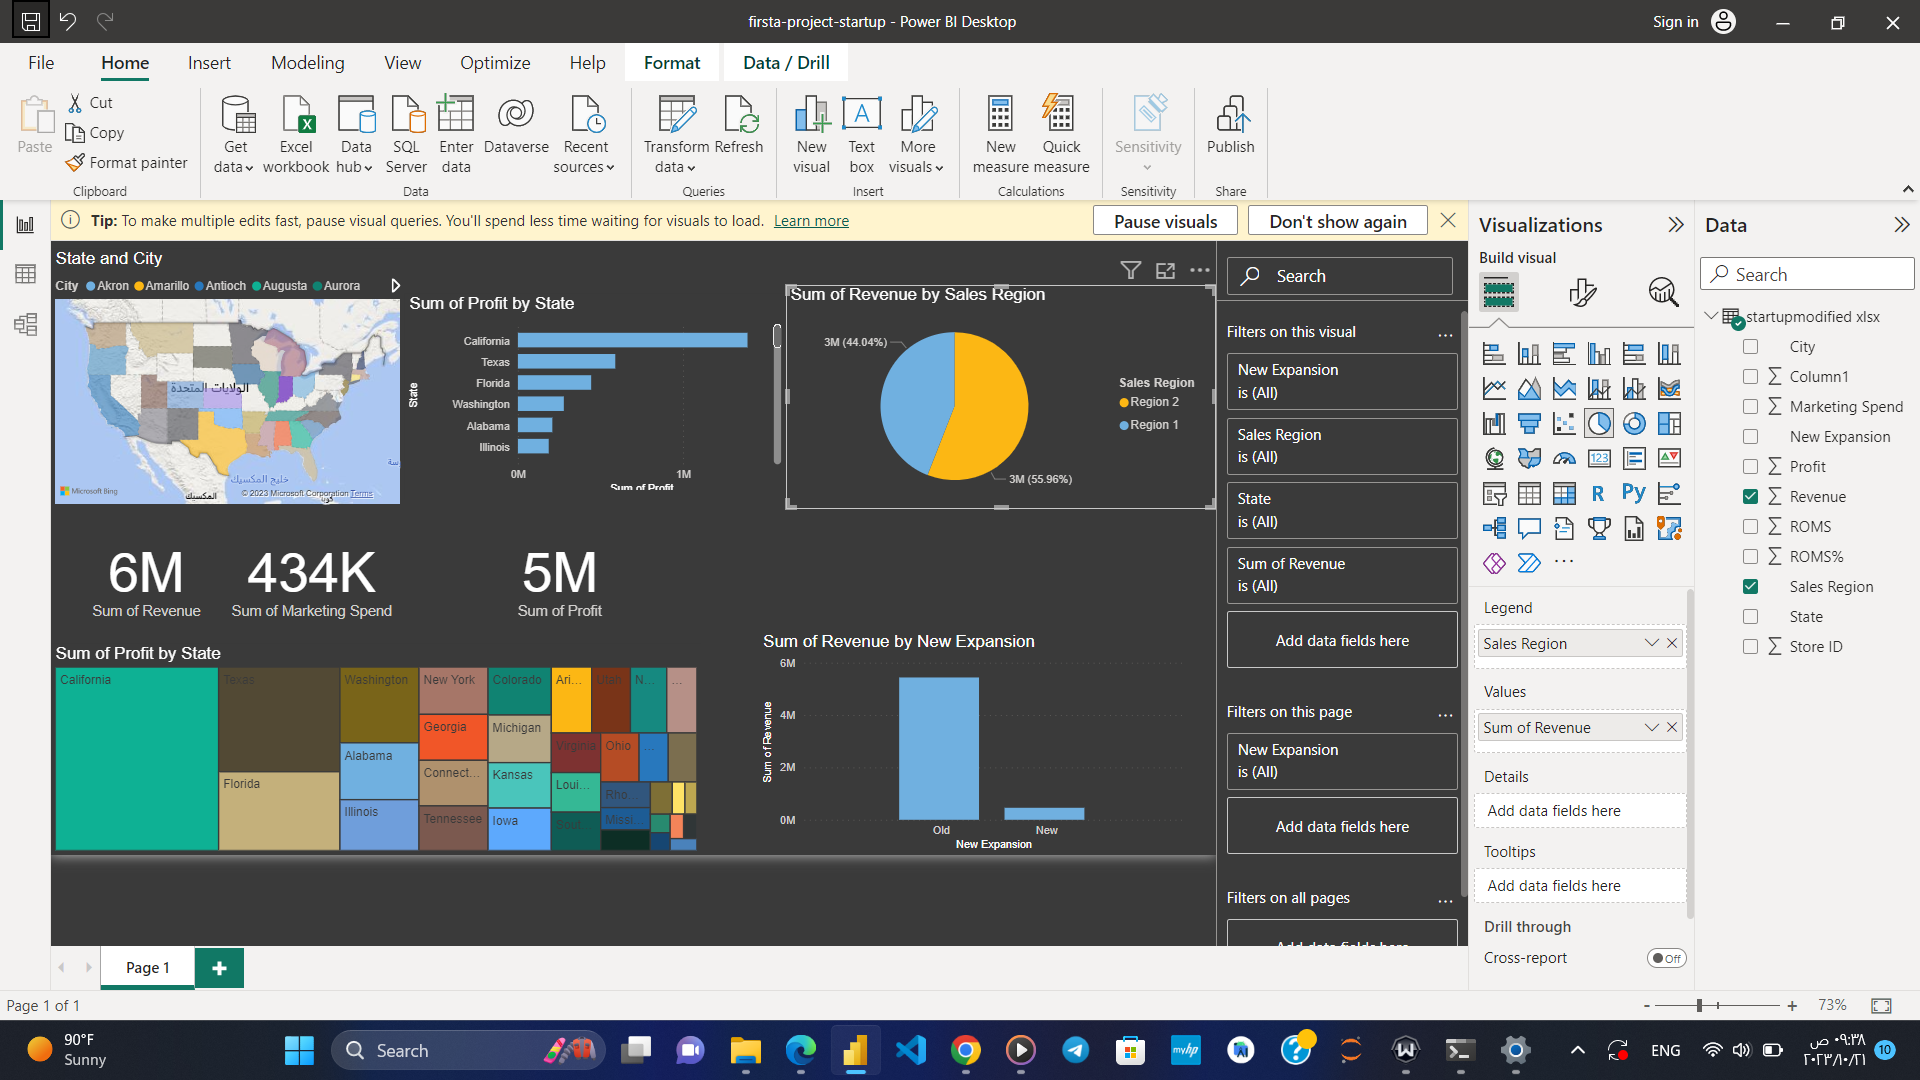 firsta-project-startup - Power BI Desktop
Sign in
File
Home
Insert
Modeling
View
Optimize
Help
Format
Data / Drill
Paste
Cut
Copy
Format painter
Clipboard
Get data
Excel workbook
Data hub
SQL Server
Enter data
Dataverse
Recent sources
Data
Transform data
Refresh
Queries
New visual
Text box
More visuals
Insert
New measure
Quick measure
Calculations
Sensitivity
Sensitivity
Publish
Share
Tip: To make multiple edits fast, pause visual queries. You'll spend less time waiting for visuals to load. Learn more
Pause visuals
Don't show again
State and City
City Akron Amarillo Antioch Augusta Aurora
الولايات المتحدة
خليج المكسيك
المكسيك
كوبا
Microsoft Bing
© 2023 Microsoft Corporation Terms
Sum of Profit by State
State
California
Texas
Florida
Washington
Alabama
Illinois
0M
1M
Sum of Profit
Sum of Revenue by Sales Region
3M (44.04%)
3M (55.96%)
Sales Region
Region 2
Region 1
6M
Sum of Revenue
434K
Sum of Marketing Spend
5M
Sum of Profit
Sum of Profit by State
California
Texas
Florida
Washington
Alabama
Illinois
New York
Georgia
Connect...
Tennessee
Colorado
Michigan
Kansas
Iowa
Ari...
Utah
N...
...
Virginia
Ohio
...
Loui...
Rho...
Missi...
Sum of Revenue by New Expansion
Sum of Revenue
6M
4M
2M
0M
Old
New
New Expansion
Search
Filters on this visual
...
New Expansion
is (All)
Sales Region
is (All)
State
is (All)
Sum of Revenue
is (All)
Add data fields here
Filters on this page
...
New Expansion
is (All)
Add data fields here
Filters on all pages
...
Add data fields here
Visualizations
Build visual
123
R
Py
...
Legend
Sales Region
Values
Sum of Revenue
Details
Add data fields here
Tooltips
Add data fields here
Drill through
Cross-report
Off
Data
Search
startupmodified xlsx
City
Column1
Marketing Spend
New Expansion
Profit
Revenue
ROMS
ROMS%
Sales Region
State
Store ID
Page 1
Page 1 of 1
- + 73%
90°F
Sunny
Search
myhp
ENG
٠٩:٣٨ ص
٢٠٢٣/١٠/٢١
10